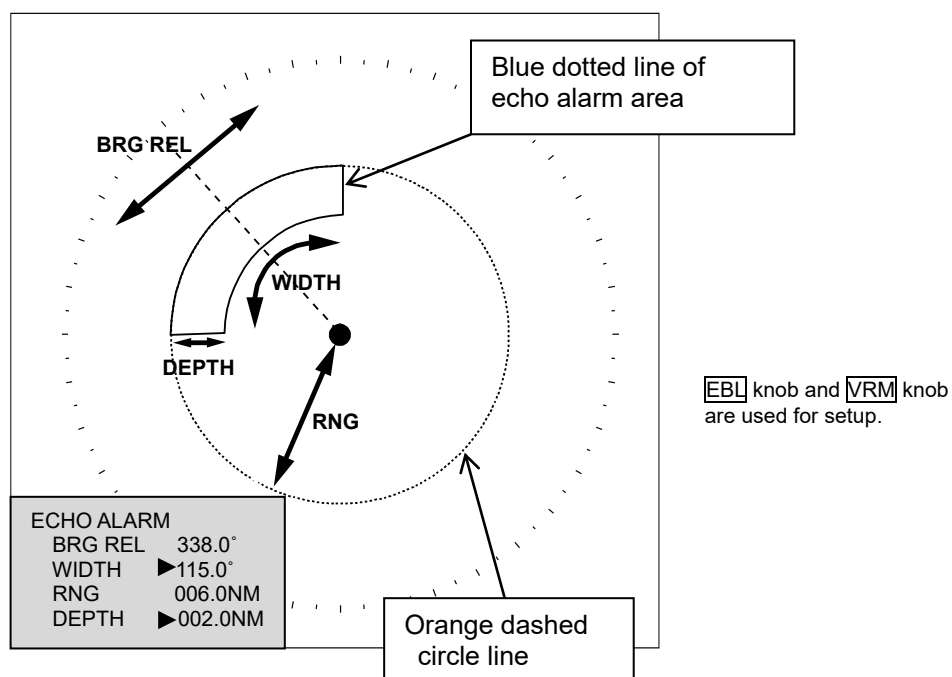 Blue dotted line of
echo alarm area
BRG REL
WIDTH
DEPTH
RNG
EBL knob and VRM knob
are used for setup.
ECHO ALARM
BRG REL 338.0°
WIDTH ►115.0°
RNG 006.0NM
DEPTH ►002.0NM
Orange dashed
circle line